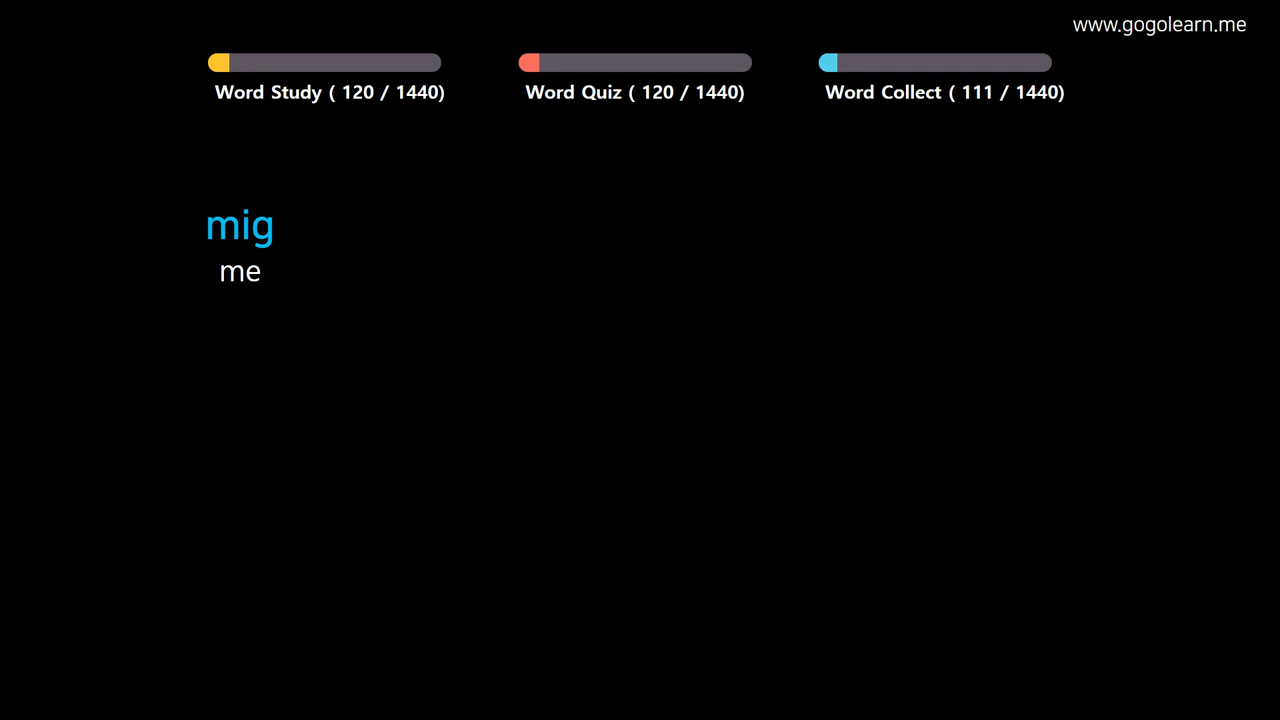 www.gogolearn.me
Word Study ( 120 / 1440)
Word Quiz ( 120 / 1440)
Word Collect ( 111 / 1440)
mig
me